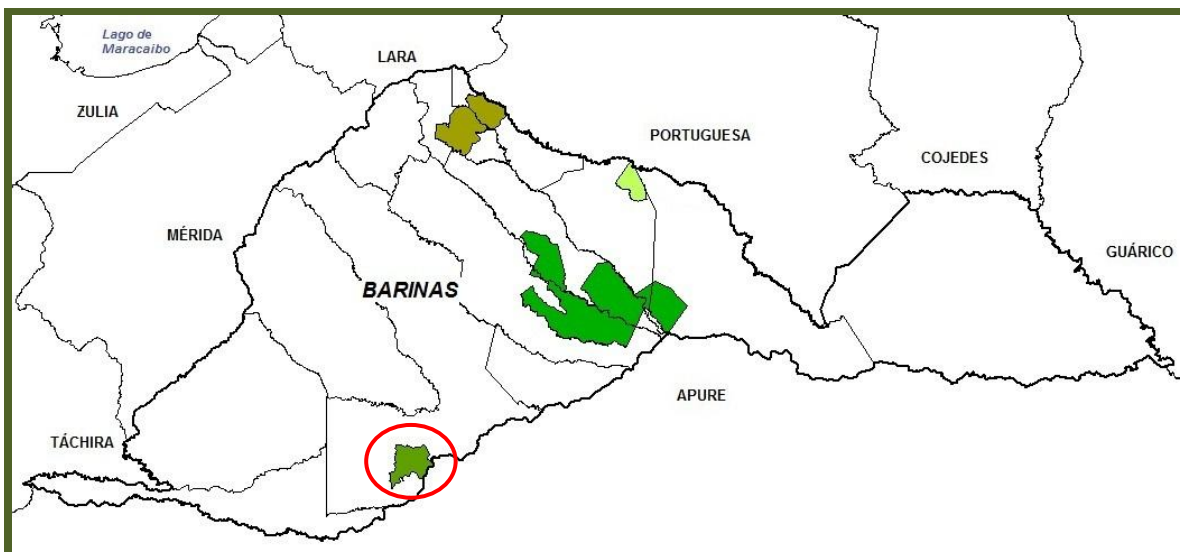 Lago de
Maracaibo
LARA
ZULIA
PORTUGUESA
COJEDES
MÉRIDA
GUÁRICO
BARINAS
APURE
TÁCHIRA